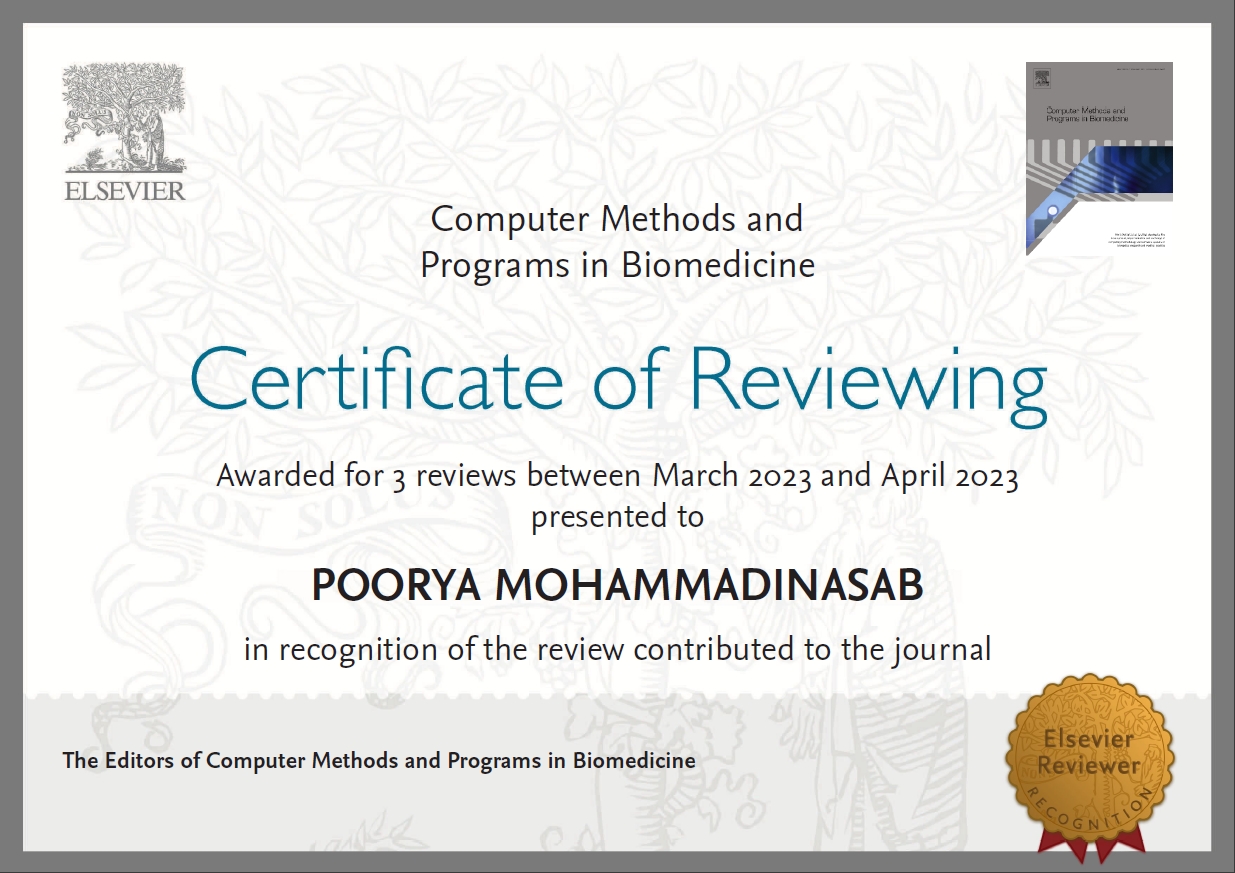 ELSEVIER
Computer Methods and
Programs in Biomedicine
Computer Methods and
Programs in Biomedicine
Certificate of Reviewing
Awarded for 3 reviews between March 2023 and April 2023
presented to
NON SOLUS
POORYA MOHAMMADINASAB
in recognition of the review contributed to the journal
The Editors of Computer Methods and Programs in Biomedicine
Elsevier
Reviewer
RECOGNITION